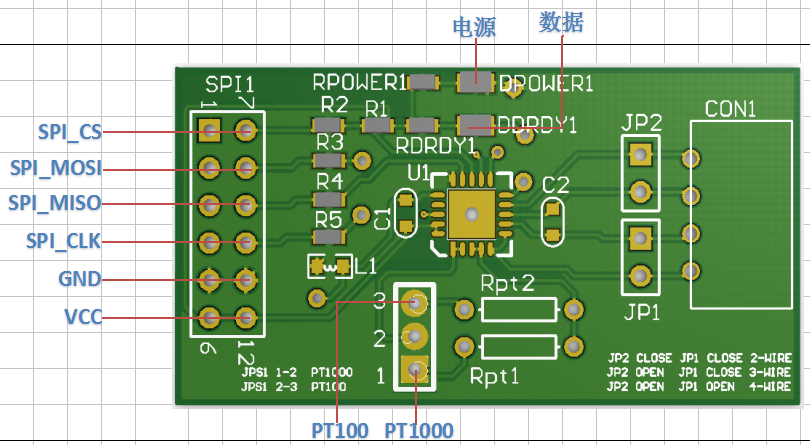 电源
数据
RPOWER1
DPOWER1
SPI1
1
7
R2
R1
RDRDY1
DDRDY1
CON1
JP2
SPI_CS
R3
SPI_MOSI
U1
R4
C2
SPI_MISO
C1
R5
SPI_CLK
L1
GND
Rpt2
3
VCC
JP1
2
6
12
JPS1 1-2 PT1000
JPS1 2-3 PT100
1
Rpt1
JP2 CLOSE JP1 CLOSE 2-WIRE
JP2 OPEN JP1 CLOSE 3-WIRE
JP2 OPEN JP1 OPEN 4-WIRE
PT100
PT1000